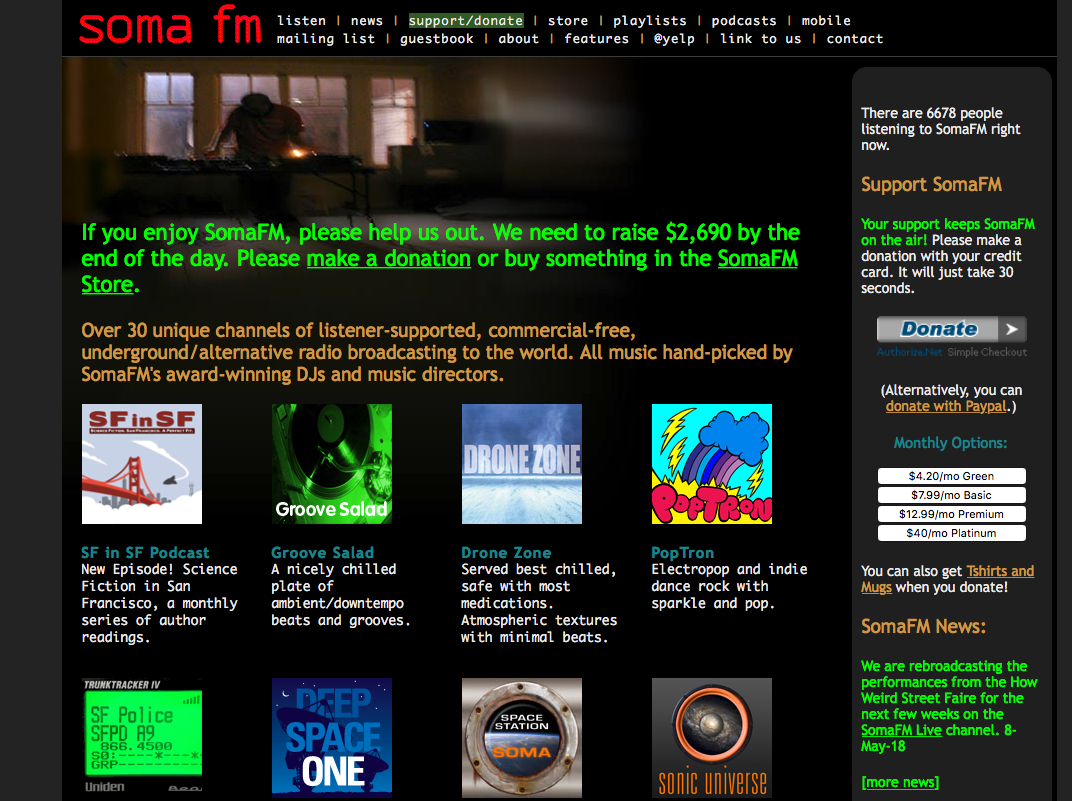 soma fm
listen | news | support/donate | store | playlists | podcasts | mobile
mailing list | guestbook | about | features | @yelp | link to us | contact
If you enjoy SomaFM, please help us out. We need to raise $2,690 by the
end of the day. Please make a donation or buy something in the SomaFM
Store.
Over 30 unique channels of listener-supported, commercial-free,
underground/alternative radio broadcasting to the world. All music hand-picked by
SomaFM's award-winning DJs and music directors.
SF in SF
SCIENCE FICTION. SAN FRANCISCO. A PERFECT FIT.
Groove Salad
DRONE ZONE
POPTRON
SF in SF Podcast
New Episode! Science
Fiction in San
Francisco, a monthly
series of author
readings.
Groove Salad
A nicely chilled
plate of
ambient/downtempo
beats and grooves.
Drone Zone
Served best chilled,
safe with most
medications.
Atmospheric textures
with minimal beats.
PopTron
Electropop and indie
dance rock with
sparkle and pop.
TRUNKTRACKER IV
SF Police
SFPD A9
866.4500
S0:----*---*---
GRP----------
Uniden
DEEP
SPACE
ONE
SPACE
STATION
SOMA
sonic universe
There are 6678 people
listening to SomaFM right
now.
Support SomaFM
Your support keeps SomaFM
on the air! Please make a
donation with your credit
card. It will just take 30
seconds.
Donate >
Authorize.Net Simple Checkout
(Alternatively, you can
donate with Paypal.)
Monthly Options:
$4.20/mo Green
$7.99/mo Basic
$12.99/mo Premium
$40/mo Platinum
You can also get Tshirts and
Mugs when you donate!
SomaFM News:
We are rebroadcasting the
performances from the How
Weird Street Faire for the
next few weeks on the
SomaFM Live channel. 8-
May-18
[more news]